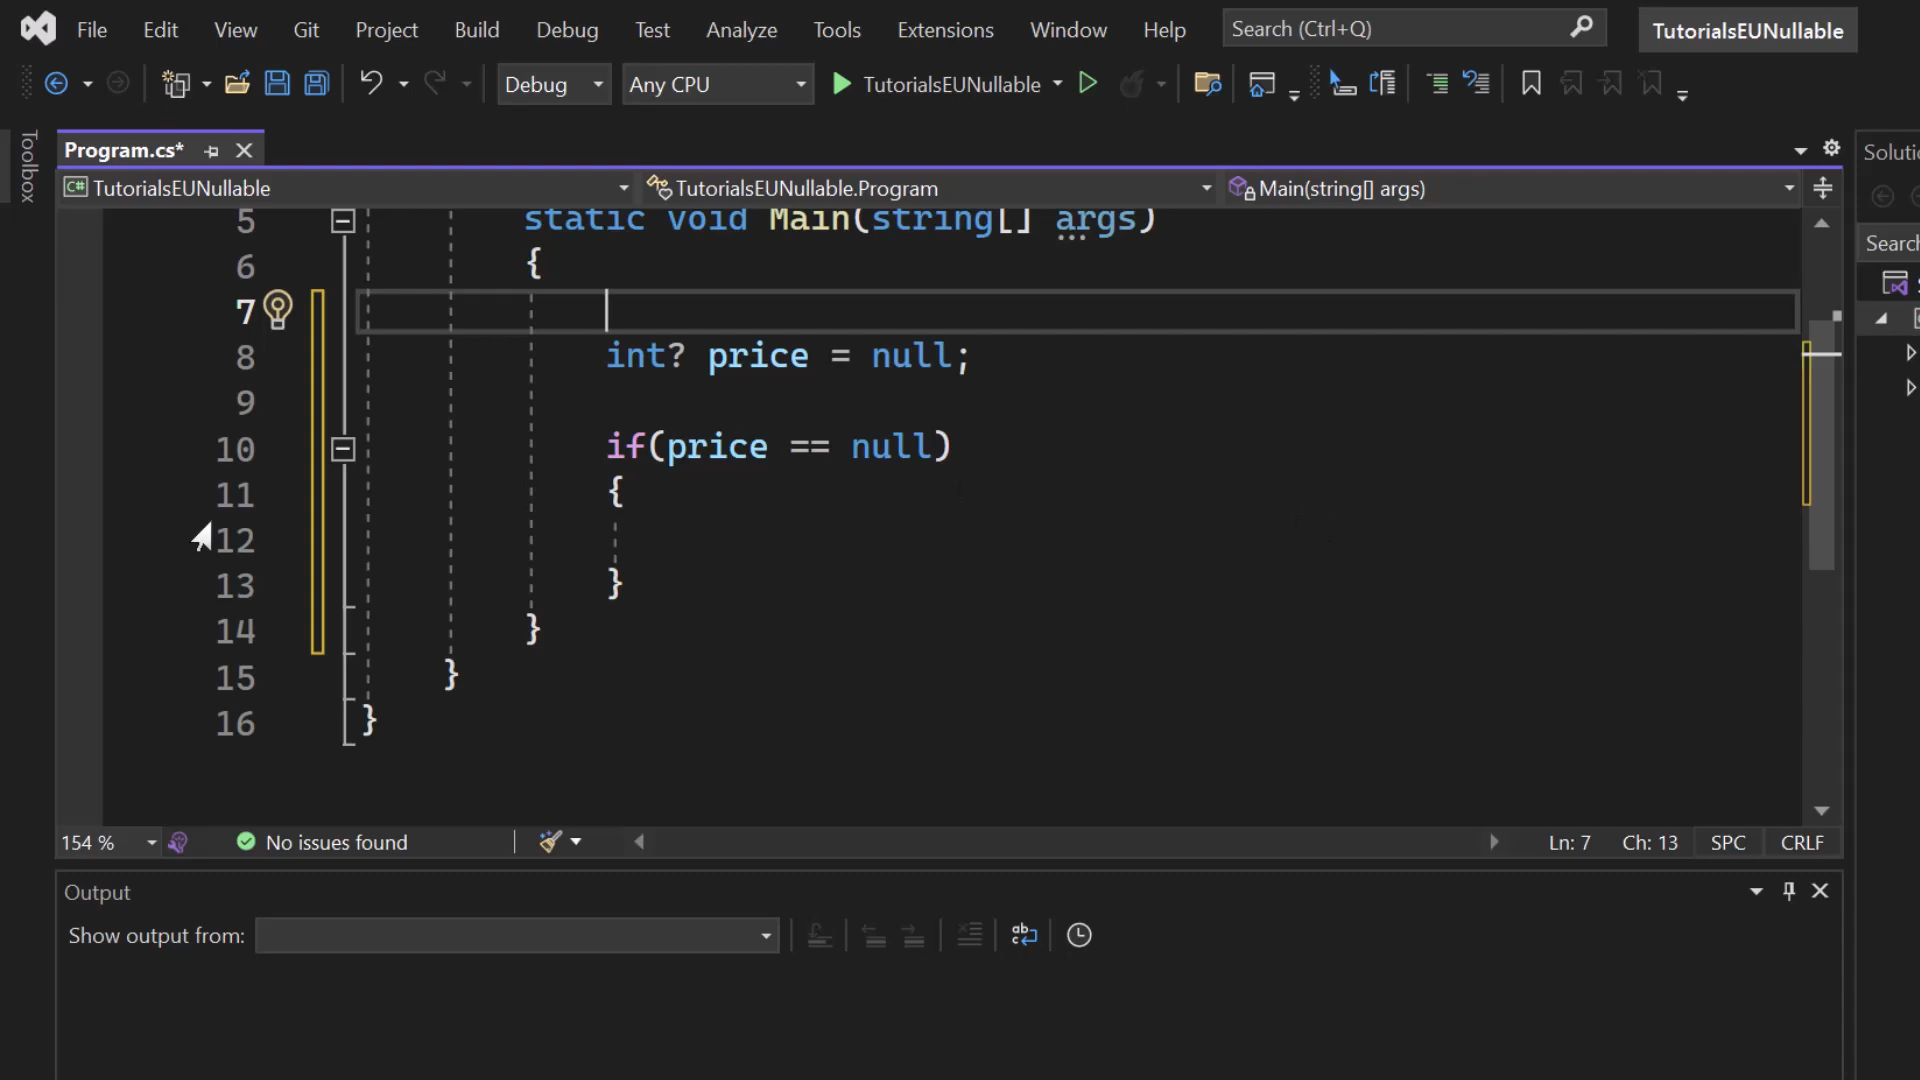 File Edit View Git Project Build Debug Test Analyze Tools Extensions Window Help Search (Ctrl+Q) TutorialsEUNullable
Debug Any CPU TutorialsEUNullable
Toolbox
Program.cs*
Solutio
C# TutorialsEUNullable TutorialsEUNullable.Program Main(string[] args)
Search
5 static void Main(string[] args)
6 {
7
8 int? price = null;
9
10 if(price == null)
11 {
12
13 }
14 }
15 }
16 }
154 % No issues found Ln: 7 Ch: 13 SPC CRLF
Output
Show output from: